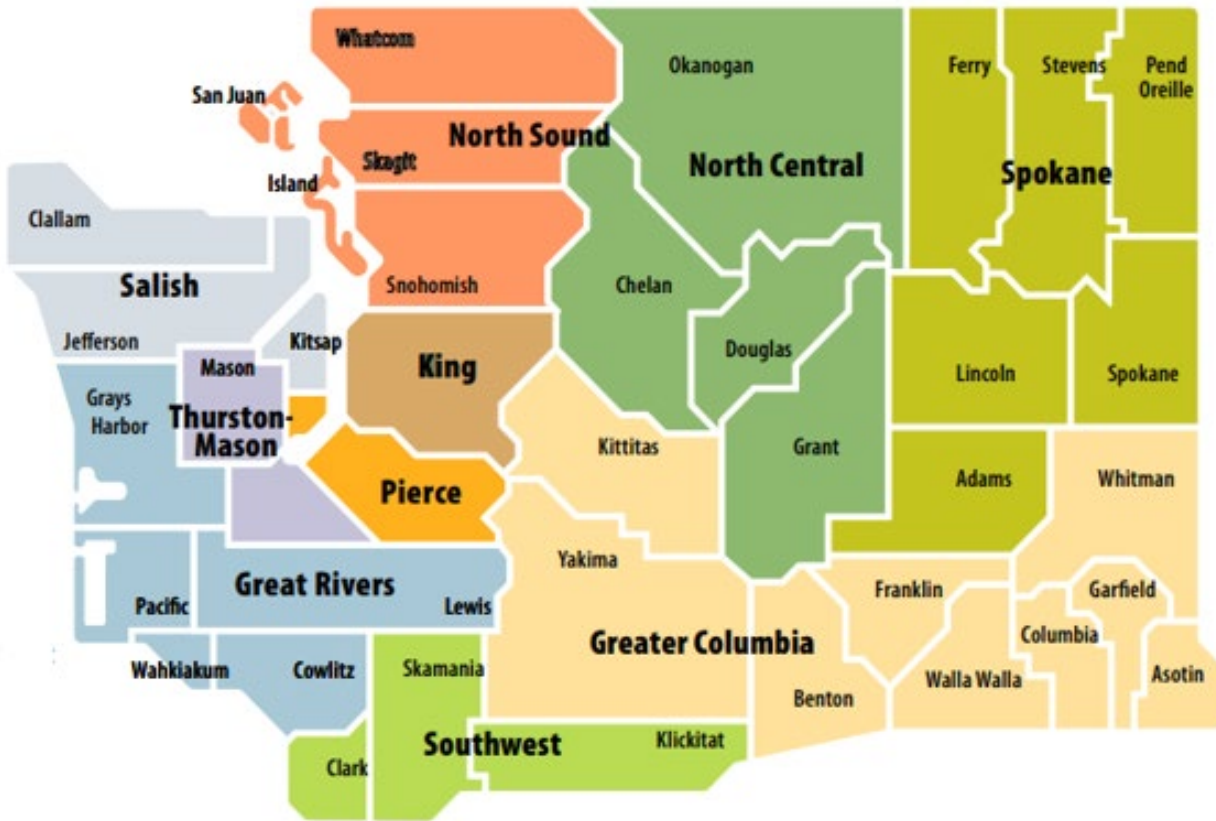 Whatcom
Okanogan
Ferry
Stevens
Pend
Oreille
San Juan
North Sound
Skagit
North Central
Spokane
Island
Clallam
Salish
Snohomish
Chelan
Jefferson
Kitsap
Mason
King
Douglas
Lincoln
Spokane
Grays
Harbor
Thurston-
Mason
Kittitas
Grant
Pierce
Adams
Whitman
Yakima
Great Rivers
Pacific
Lewis
Franklin
Garfield
Greater Columbia
Columbia
Wahkiakum
Cowlitz
Skamania
Benton
Walla Walla
Asotin
Southwest
Klickitat
Clark